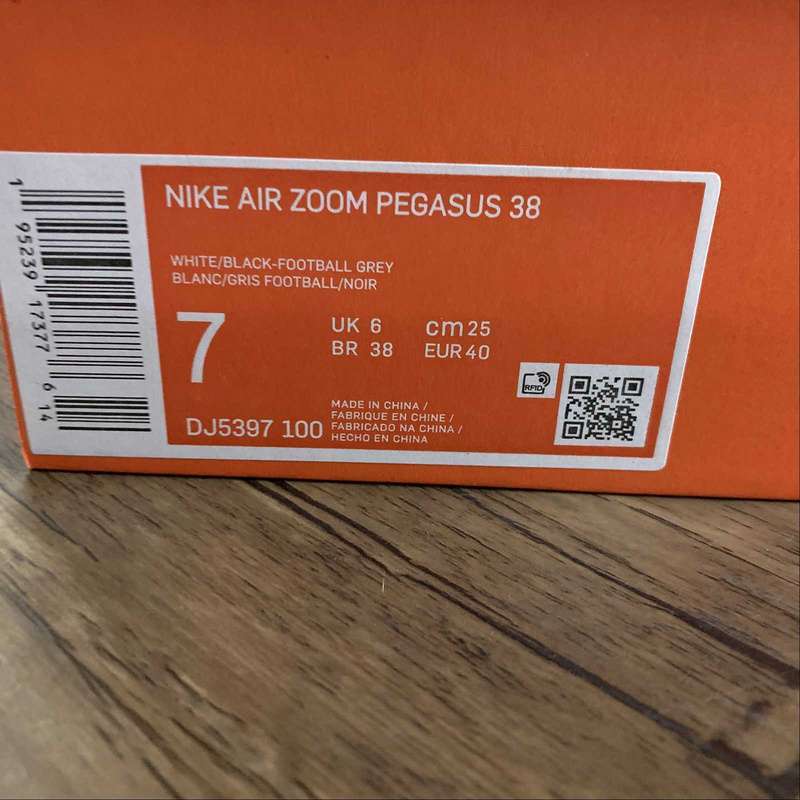 1 95239 17377 6 14
NIKE AIR ZOOM PEGASUS 38
WHITE/BLACK-FOOTBALL GREY
BLANC/GRIS FOOTBALL/NOIR
7
UK 6 cm 25
BR 38 EUR 40
RFID
DJ5397 100
MADE IN CHINA /
FABRIQUE EN CHINE /
FABRICADO NA CHINA /
HECHO EN CHINA